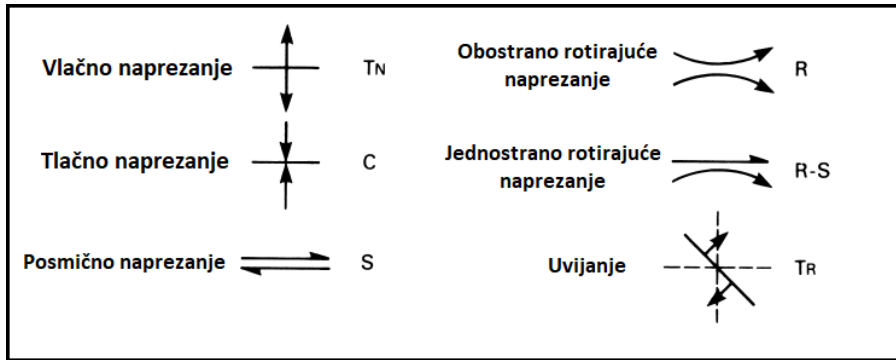 Vlačno naprezanje TN
Tlačno naprezanje C
Posmično naprezanje S
Obostrano rotirajuće
naprezanje R
Jednostrano rotirajuće
naprezanje R-S
Uvijanje TR